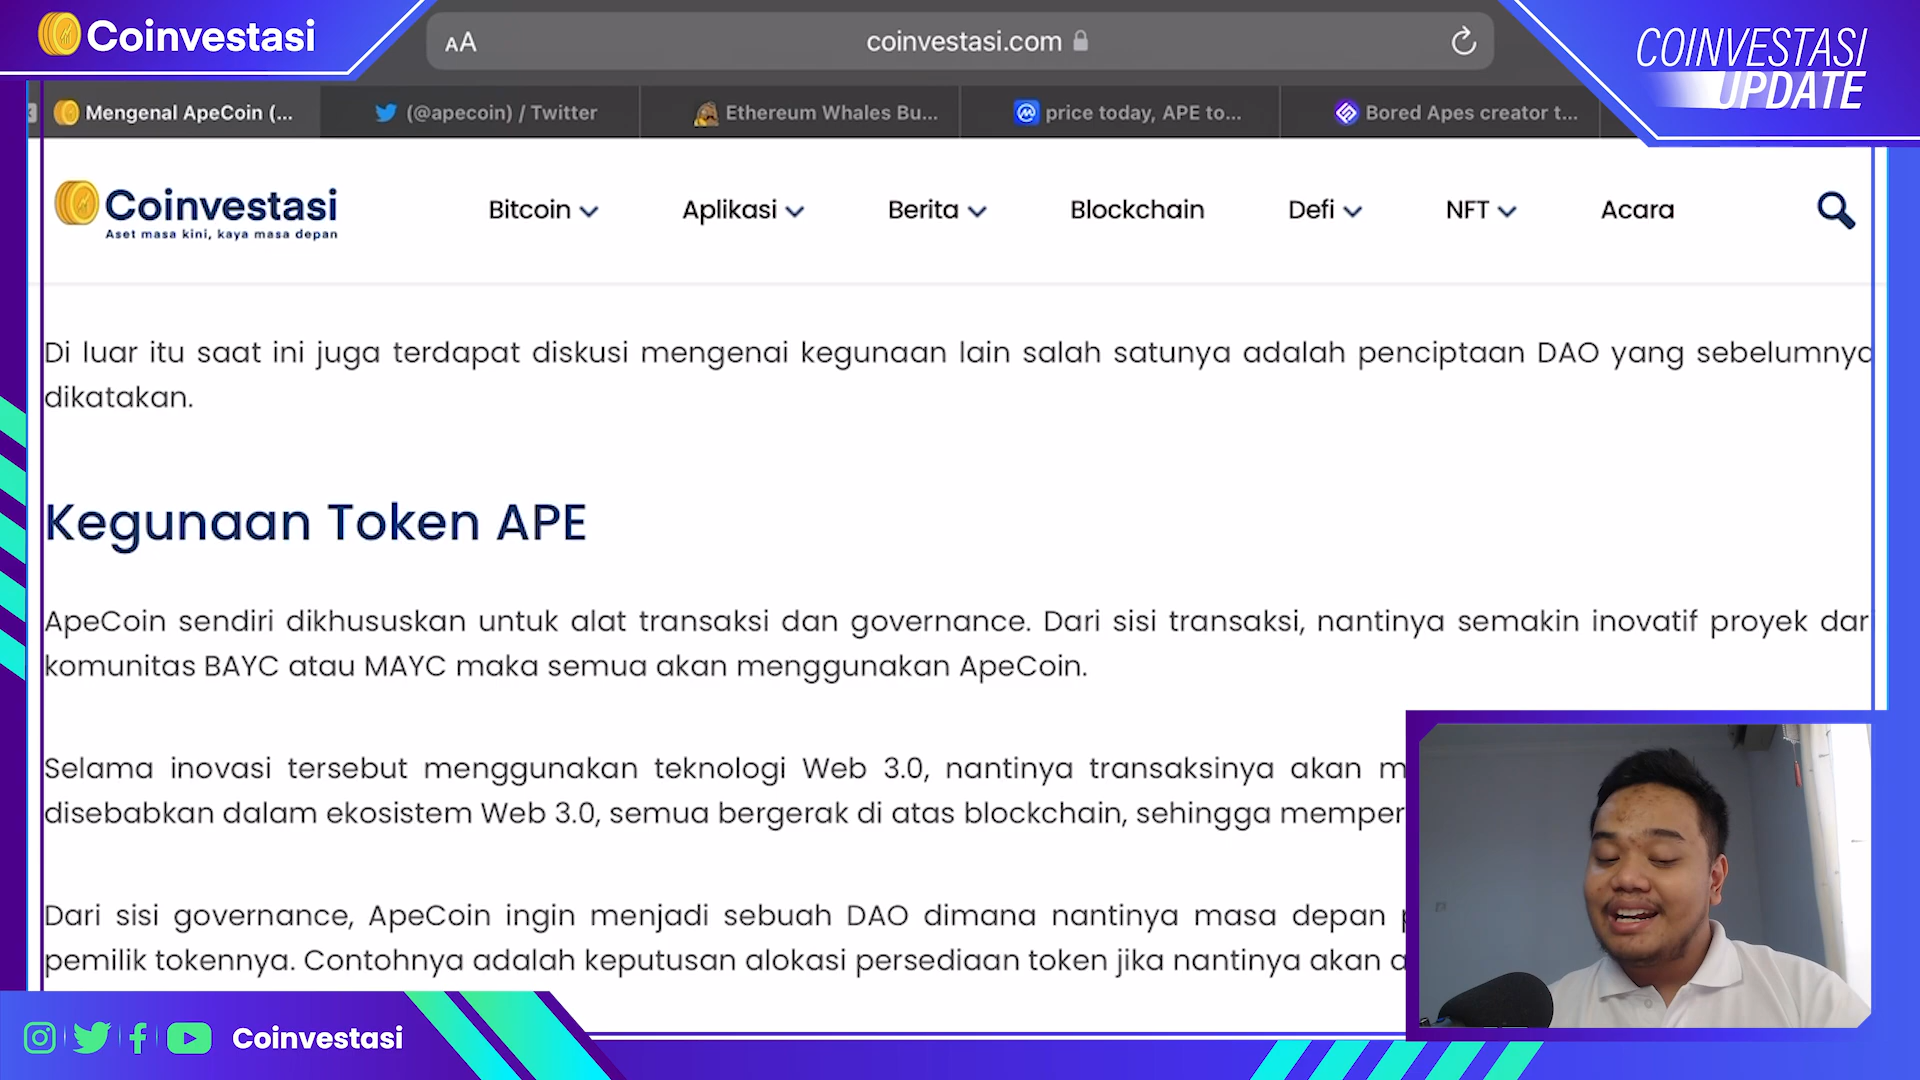 Coinvestasi
AA
coinvestasi.com
COINVESTASI
UPDATE
Mengenal ApeCoin (...
(@apecoin) / Twitter
Ethereum Whales Bu...
price today, APE to...
Bored Apes creator t...
Coinvestasi
Aset masa kini, kaya masa depan
Bitcoin
Aplikasi
Berita
Blockchain
Defi
NFT
Acara
Di luar itu saat ini juga terdapat diskusi mengenai kegunaan lain salah satunya adalah penciptaan DAO yang sebelumnya
dikatakan.
Kegunaan Token APE
ApeCoin sendiri dikhususkan untuk alat transaksi dan governance. Dari sisi transaksi, nantinya semakin inovatif proyek dar
komunitas BAYC atau MAYC maka semua akan menggunakan ApeCoin.
Selama inovasi tersebut menggunakan teknologi Web 3.0, nantinya transaksinya akan m
disebabkan dalam ekosistem Web 3.0, semua bergerak di atas blockchain, sehingga memper
Dari sisi governance, ApeCoin ingin menjadi sebuah DAO dimana nantinya masa depan
pemilik tokennya. Contohnya adalah keputusan alokasi persediaan token jika nantinya akan a
Coinvestasi